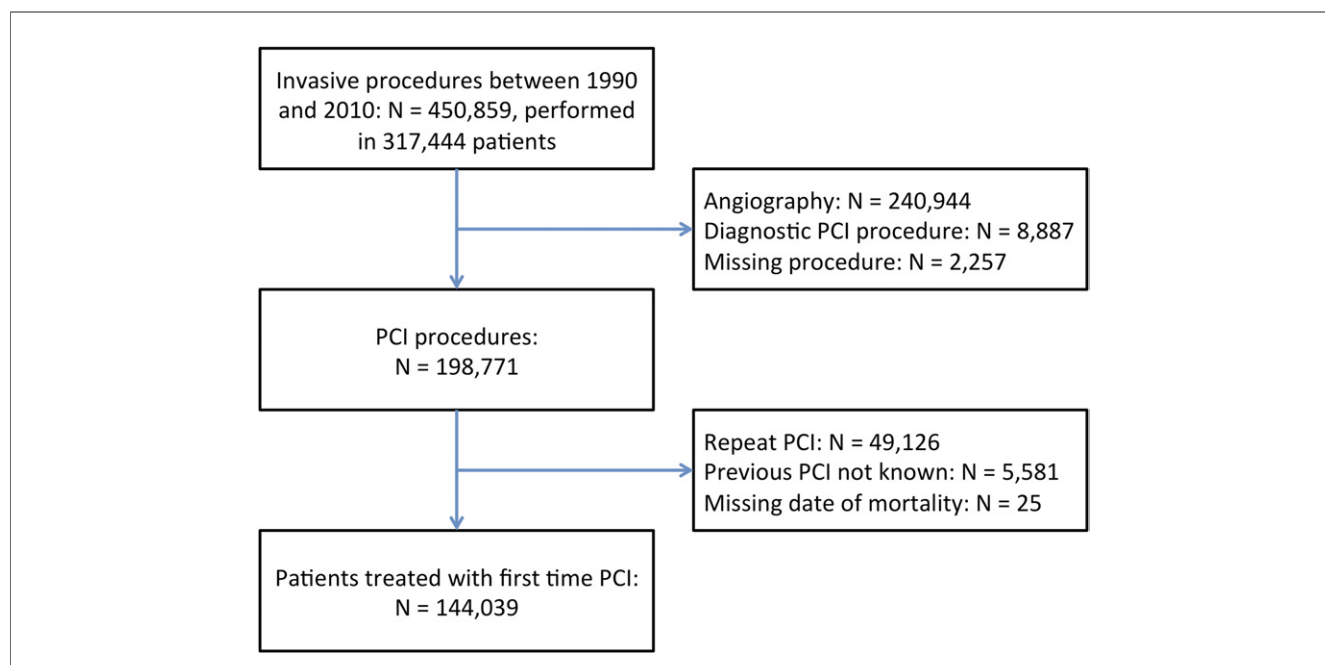 Invasive procedures between 1990
and 2010: N = 450,859, performed
in 317,444 patients
Angiography: N = 240,944
Diagnostic PCI procedure: N = 8,887
Missing procedure: N = 2,257
PCI procedures:
N = 198,771
Repeat PCI: N = 49,126
Previous PCI not known: N = 5,581
Missing date of mortality: N = 25
Patients treated with first time PCI:
N = 144,039